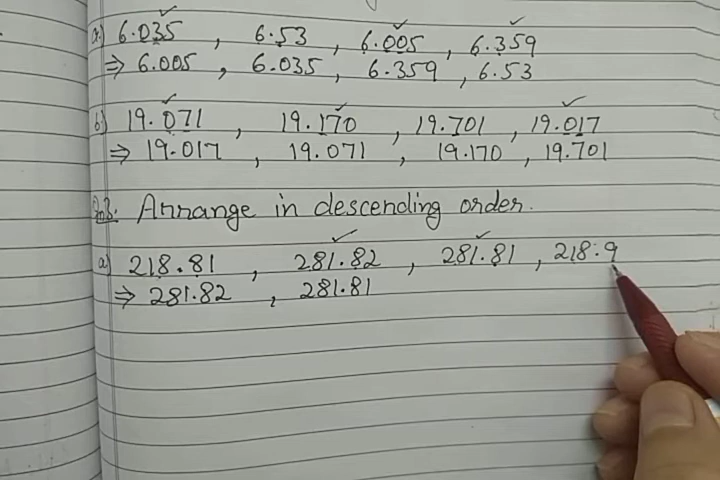 a) 6.035 , 6.53 , 6.005 , 6.359
⇒ 6.005 , 6.035 , 6.359 , 6.53
b) 19.071 , 19.170 , 19.701 , 19.017
⇒ 19.017 , 19.071 , 19.170 , 19.701
Arrange in descending order.
a) 218.81 , 281.82 , 281.81 , 218.9
⇒ 281.82 , 281.81